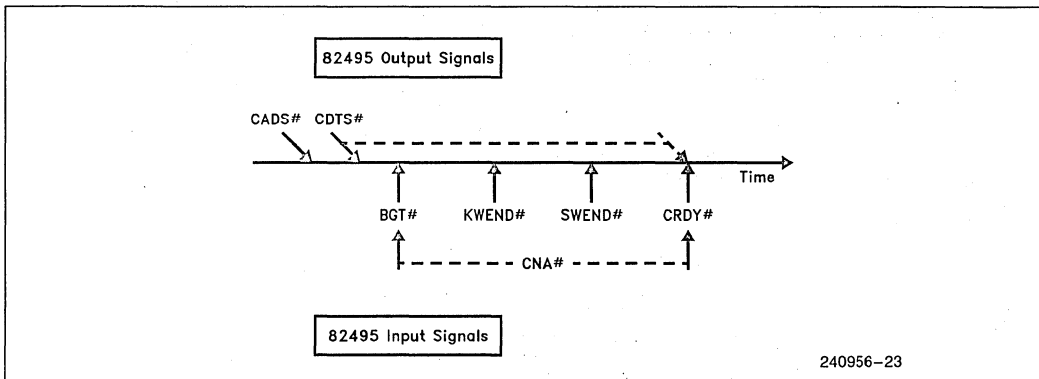 82495 Output Signals
CADS# CDTS#
Time
BGT# KWEND# SWEND# CRDY#
CNA#
82495 Input Signals
240956-23